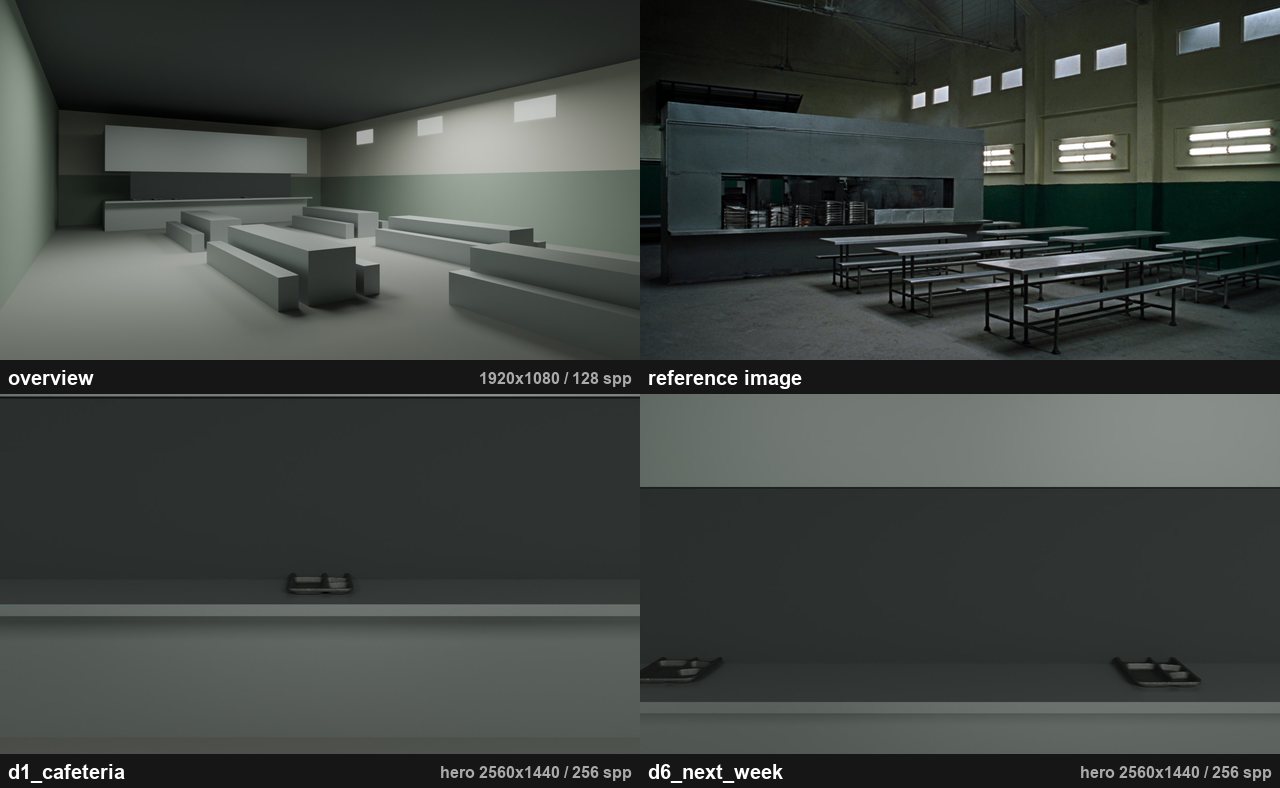 overview
1920x1080 / 128 spp
reference image
d1_cafeteria
hero 2560x1440 / 256 spp
d6_next_week
hero 2560x1440 / 256 spp